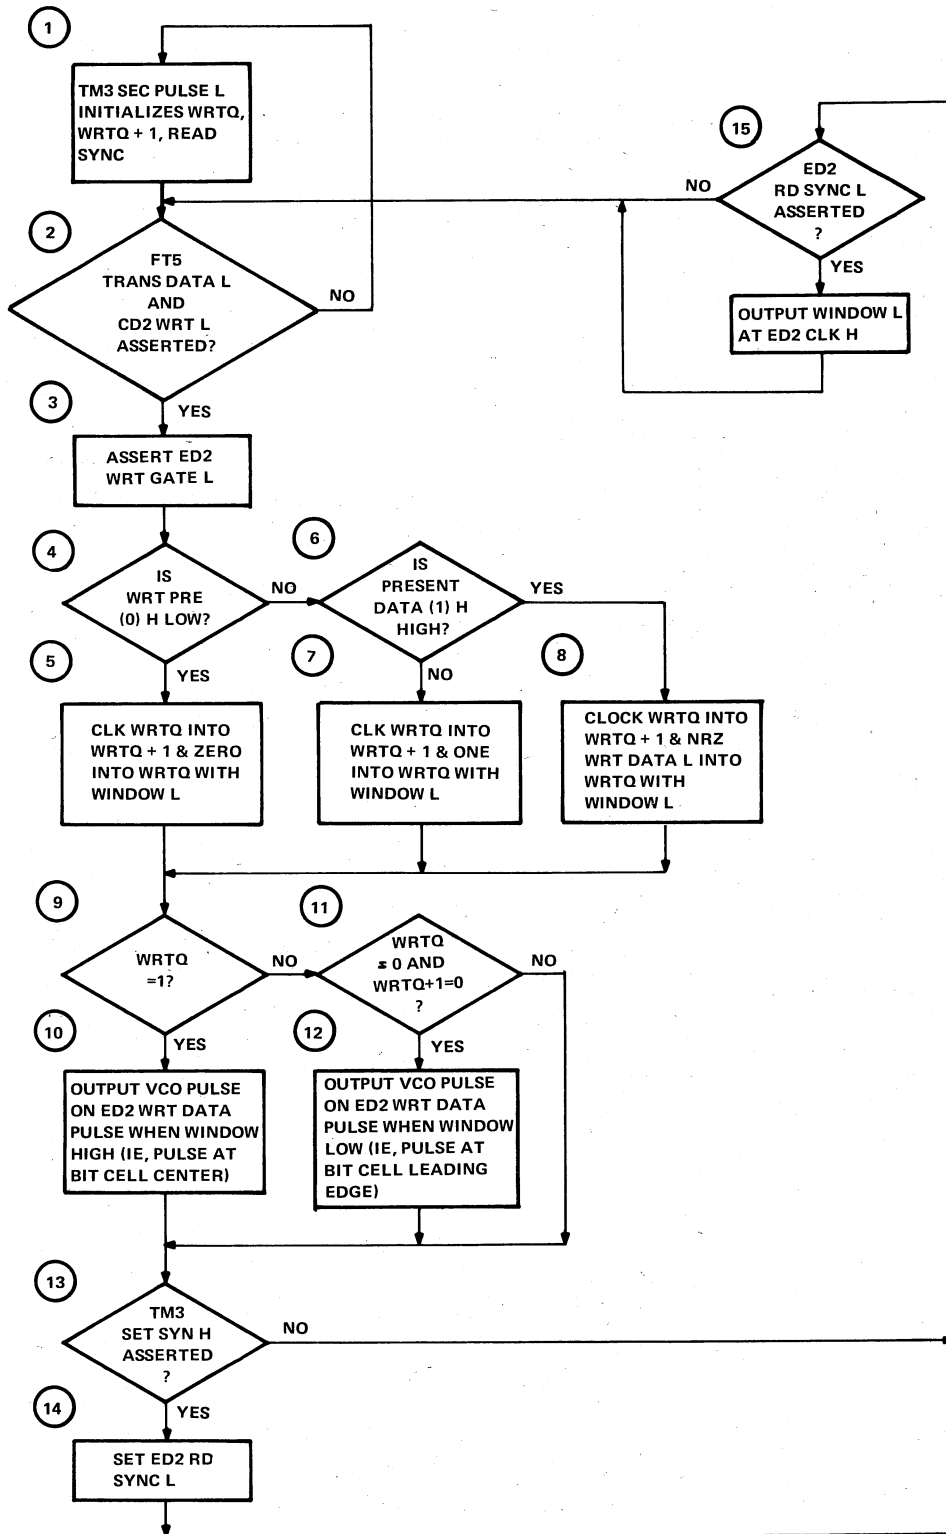 1
TM3 SEC PULSE L
INITIALIZES WRTQ,
WRTQ + 1, READ
SYNC
2
FT5
TRANS DATA L
AND
CD2 WRT L
ASSERTED?
NO
YES
3
ASSERT ED2
WRT GATE L
4
IS
WRT PRE
(0) H LOW?
NO
YES
5
CLK WRTQ INTO
WRTQ + 1 & ZERO
INTO WRTQ WITH
WINDOW L
6
IS
PRESENT
DATA (1) H
HIGH?
YES
NO
7
CLK WRTQ INTO
WRTQ + 1 & ONE
INTO WRTQ WITH
WINDOW L
8
CLOCK WRTQ INTO
WRTQ + 1 & NRZ
WRT DATA L INTO
WRTQ WITH
WINDOW L
9
WRTQ
=1?
NO
YES
10
OUTPUT VCO PULSE
ON ED2 WRT DATA
PULSE WHEN WINDOW
HIGH (IE, PULSE AT
BIT CELL CENTER)
11
WRTQ
= 0 AND
WRTQ+1=0
?
NO
YES
12
OUTPUT VCO PULSE
ON ED2 WRT DATA
PULSE WHEN WINDOW
LOW (IE, PULSE AT
BIT CELL LEADING
EDGE)
13
TM3
SET SYN H
ASSERTED
?
NO
YES
14
SET ED2 RD
SYNC L
15
ED2
RD SYNC L
ASSERTED
?
NO
YES
OUTPUT WINDOW L
AT ED2 CLK H